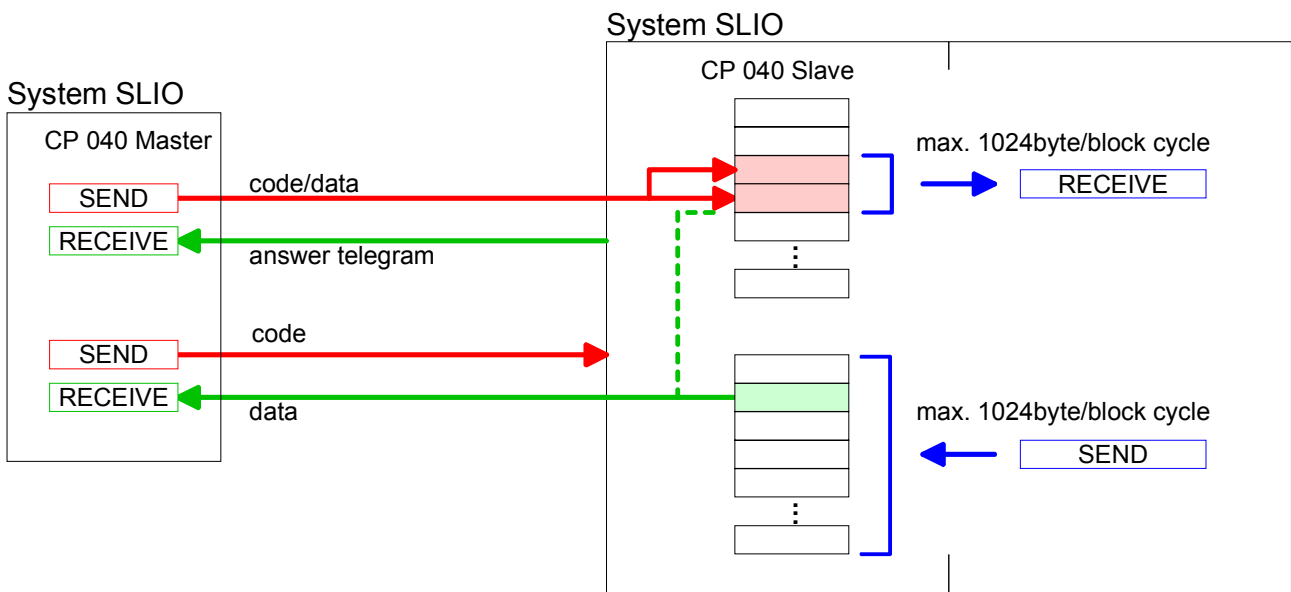 System SLIO
System SLIO
CP 040 Slave
CP 040 Master
max. 1024byte/block cycle
SEND
code/data
RECEIVE
RECEIVE
answer telegram
code
SEND
RECEIVE
data
max. 1024byte/block cycle
SEND